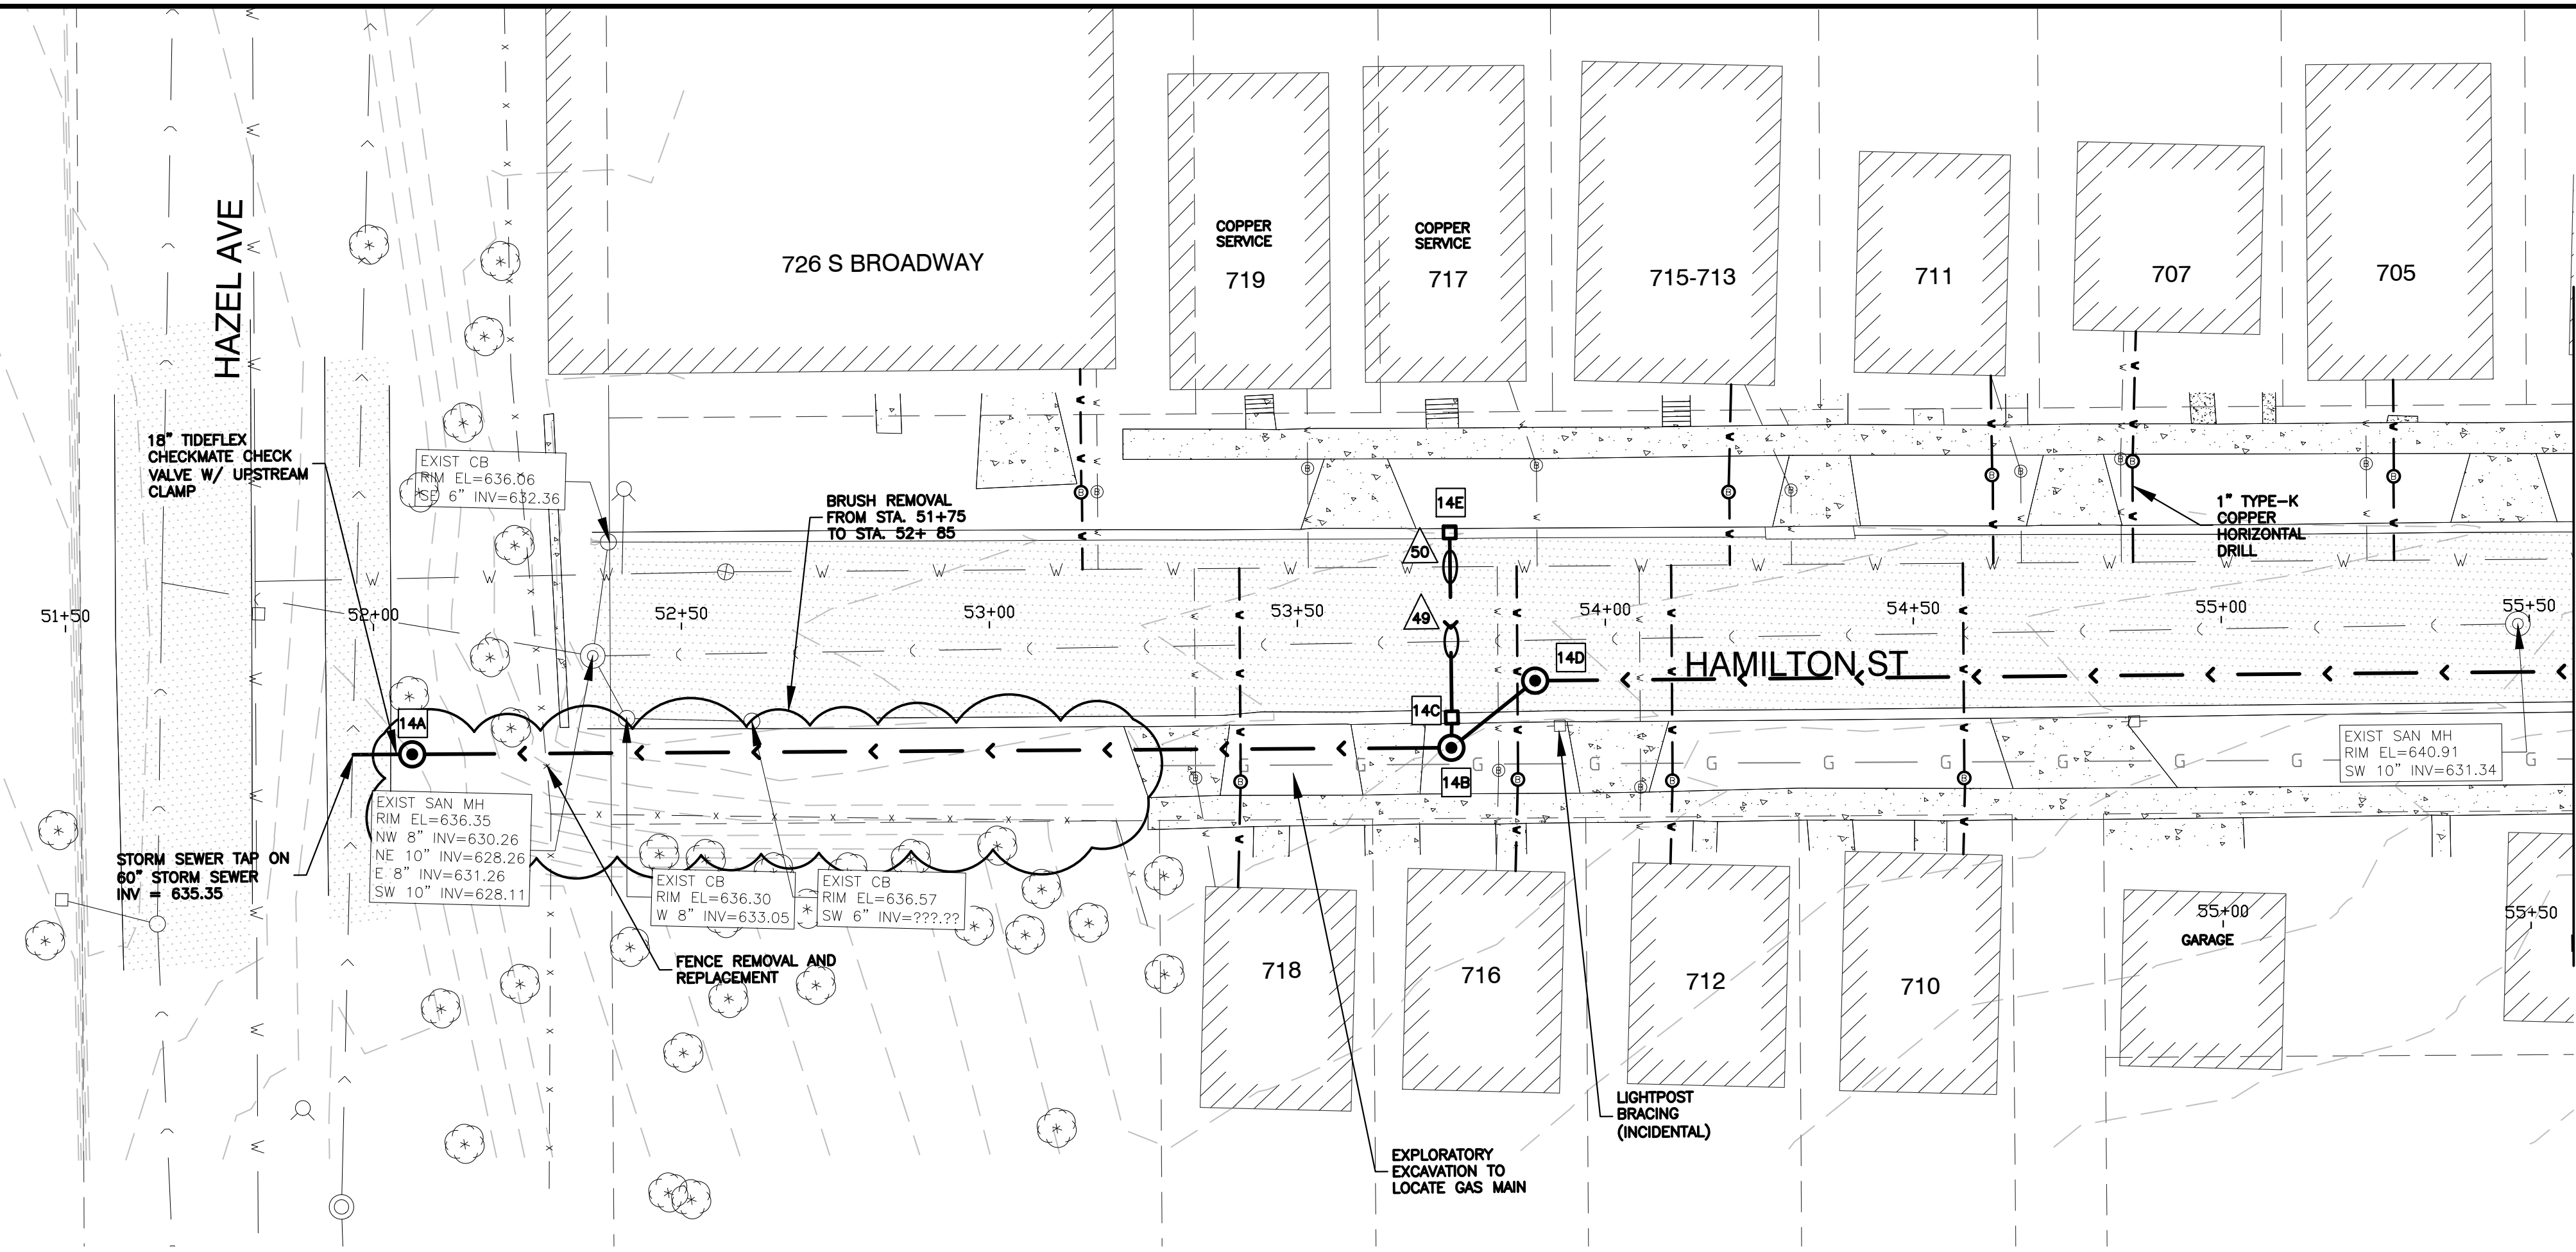 HAZEL AVE
726 S BROADWAY
COPPER
SERVICE
719
COPPER
SERVICE
717
715-713
711
707
705
18" TIDEFLEX
CHECKMATE CHECK
VALVE W/ UPSTREAM
CLAMP
EXIST CB
RIM EL=636.06
SE 6" INV=632.36
BRUSH REMOVAL
FROM STA. 51+75
TO STA. 52+ 85
14E
50
49
1" TYPE-K
COPPER
HORIZONTAL
DRILL
W W W W W W W W W W W W W W W W W
51+50
52+00
52+50
53+00
53+50
54+00
54+50
55+00
55+50
HAMILTON ST
14A
14C
14D
14B
G G G G G G G G G G G G
EXIST SAN MH
RIM EL=640.91
SW 10" INV=631.34
EXIST SAN MH
RIM EL=636.35
NW 8" INV=630.26
NE 10" INV=628.26
E 8" INV=631.26
SW 10" INV=628.11
STORM SEWER TAP ON
60" STORM SEWER
INV = 635.35
EXIST CB
RIM EL=636.30
W 8" INV=633.05
EXIST CB
RIM EL=636.57
SW 6" INV=???.??
FENCE REMOVAL AND
REPLACEMENT
718
716
712
710
55+00
GARAGE
55+50
LIGHTPOST
BRACING
(INCIDENTAL)
EXPLORATORY
EXCAVATION TO
LOCATE GAS MAIN